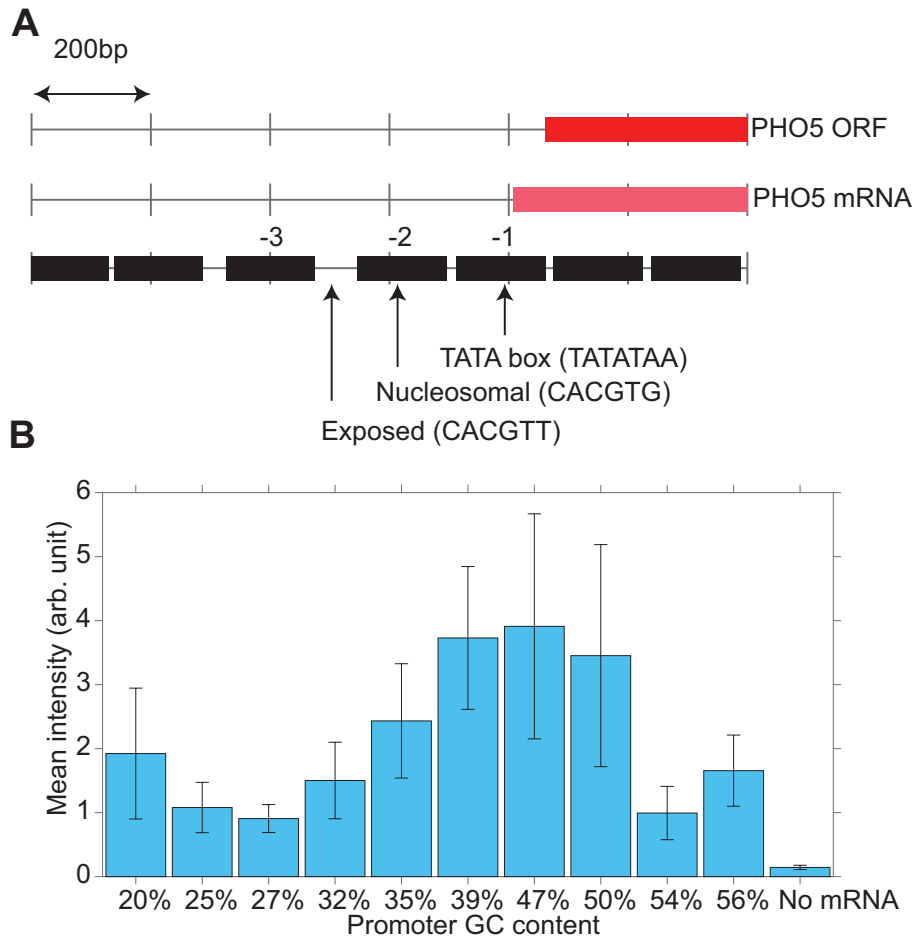 A
200bp
PHO5 ORF
PHO5 mRNA
-3 -2 -1
TATA box (TATATAA)
Nucleosomal (CACGTG)
Exposed (CACGTT)
B
Mean intensity (arb. unit)
6
5
4
3
2
1
0
20% 25% 27% 32% 35% 39% 47% 50% 54% 56% No mRNA
Promoter GC content